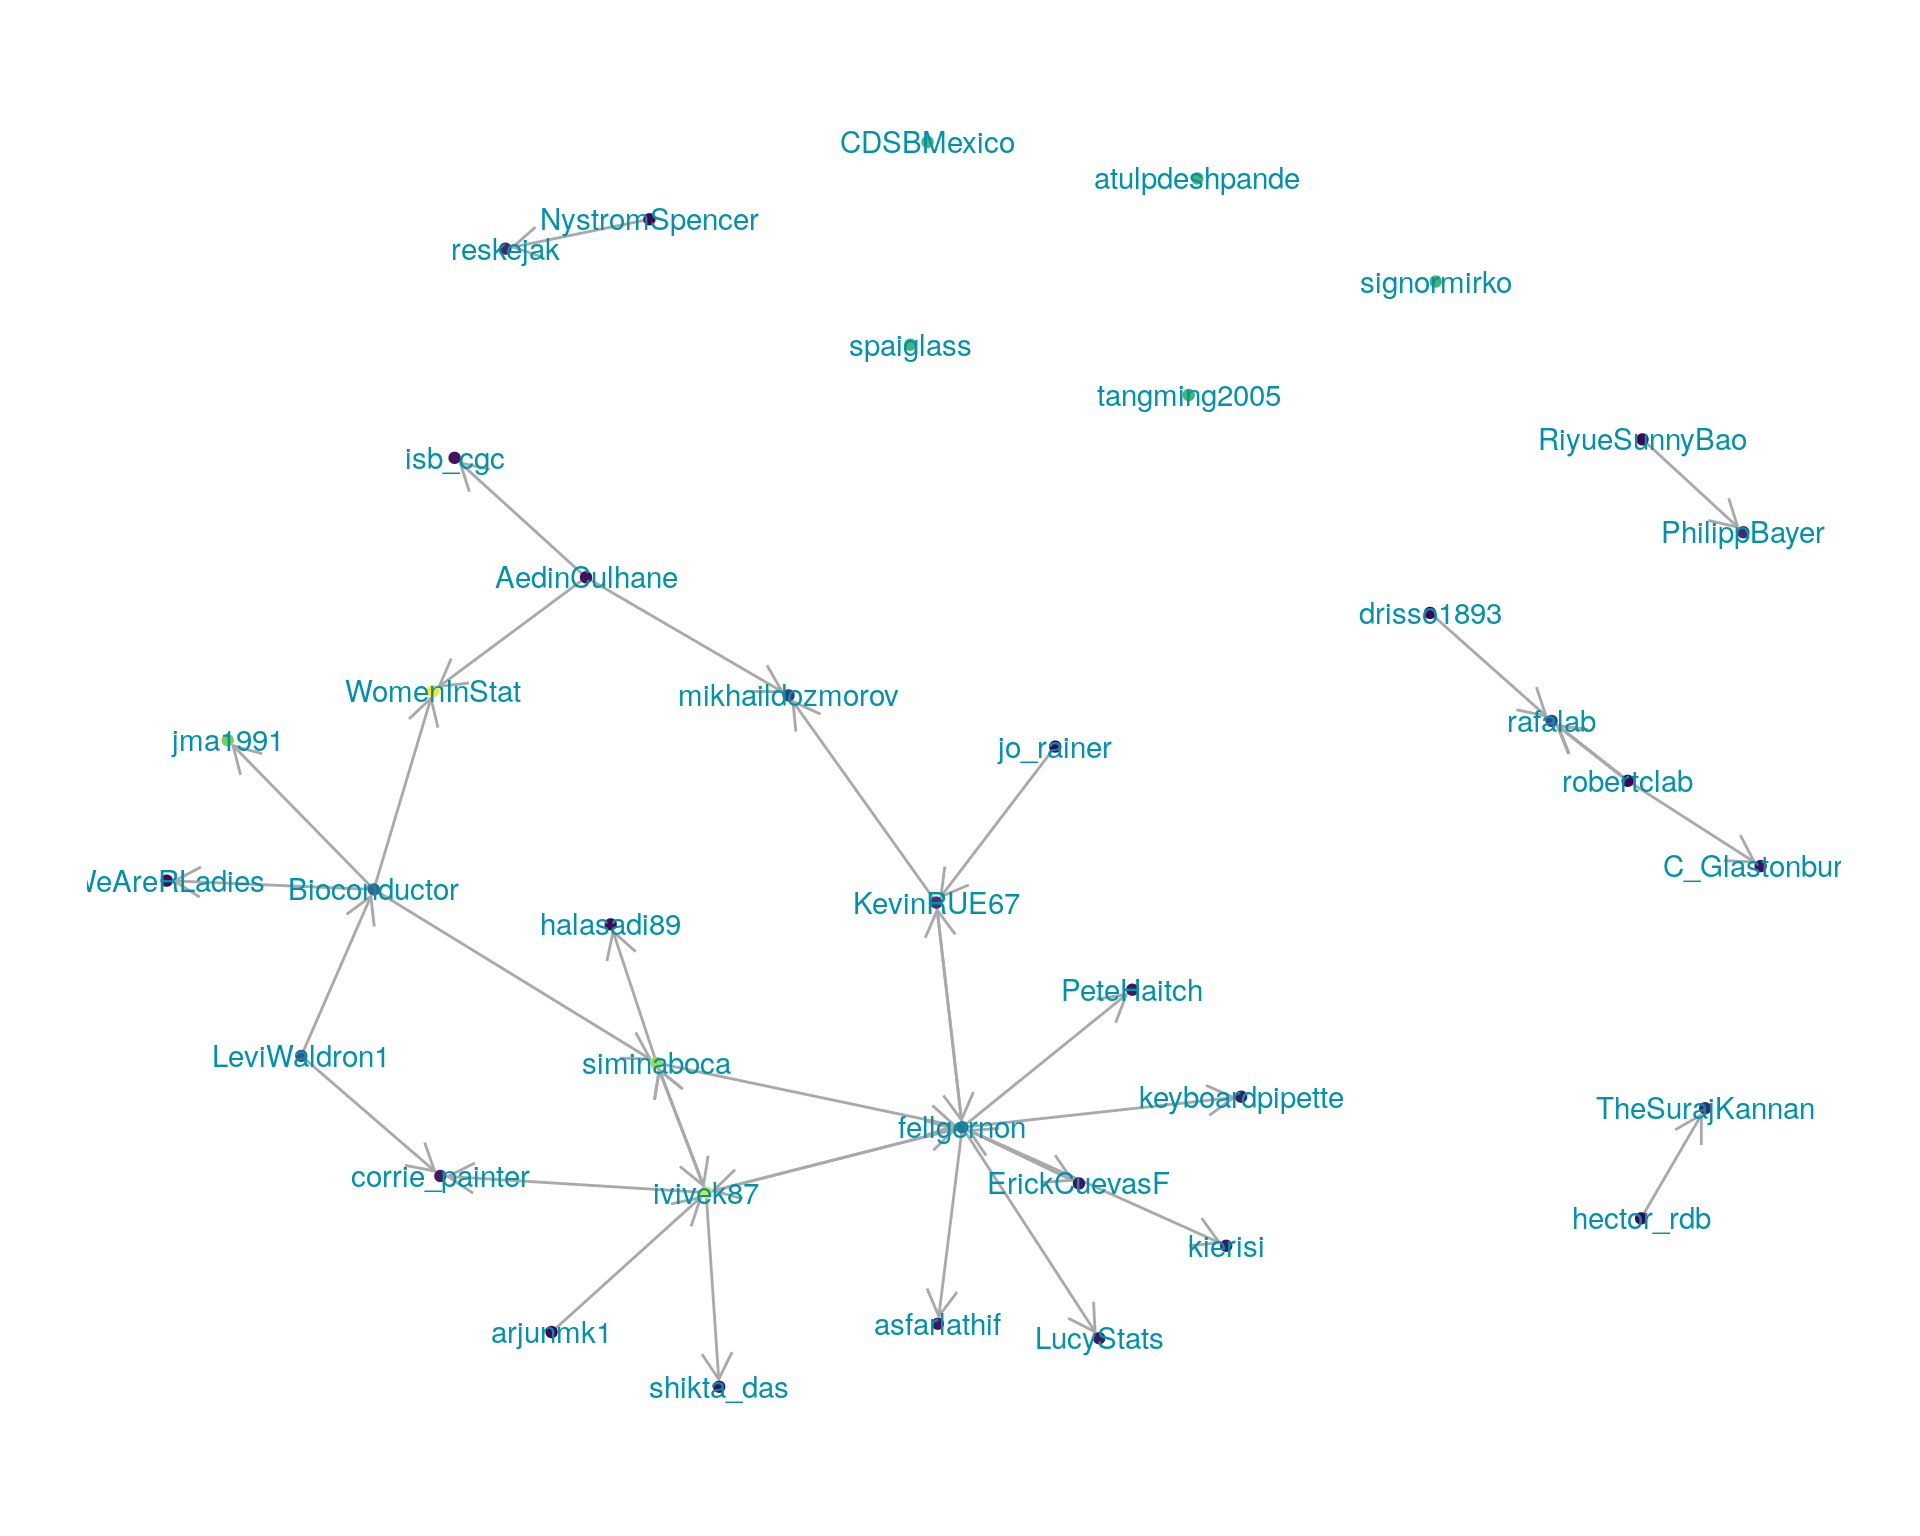 CDSBMexico
atulpdeshpande
NystromSpencer
reskejak
signormirko
spaiglass
tangming2005
RiyueSunnyBao
isb_cgc
PhilippBayer
AedinCulhane
drisso1893
WomenInStat
mikhaildozmorov
rafalab
jma1991
jo_rainer
robertclab
C_Glastonbur
eAreRLadies
Bioconductor
KevinRUE67
halasadi89
PeteHaitch
LeviWaldron1
siminaboca
keyboardpipette
TheSurajKannan
fellgernon
corrie_painter
ivivek87
ErickCuevasF
hector_rdb
kierisi
asfarlathif
arjunmk1
LucyStats
shikta_das